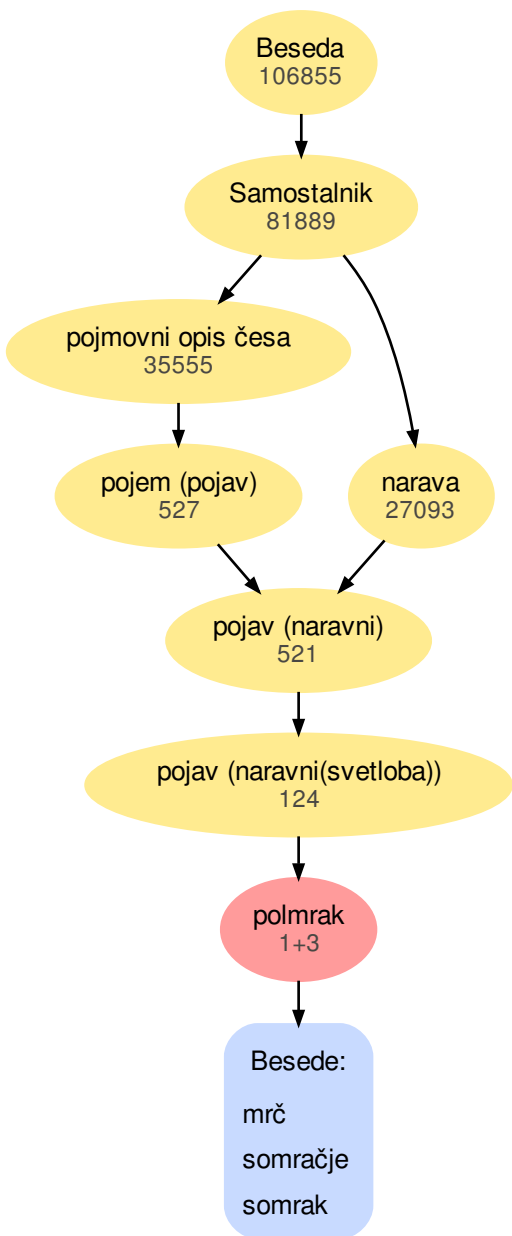 Beseda
106855
Samostalnik
81889
pojmovni opis česa
35555
pojem (pojav)
527
narava
27093
pojav (naravni)
521
pojav (naravni(svetloba))
124
polmrak
1+3
Besede:
mrč
somračje
somrak